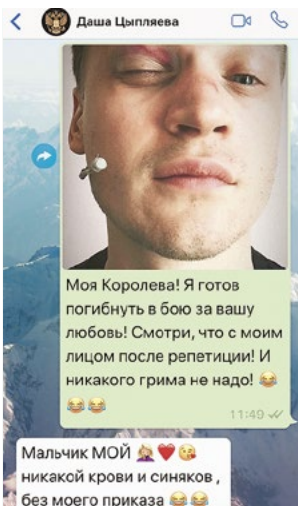 Даша Цыпляева
Моя Королева! Я готов
погибнуть в бою за вашу
любовь! Смотри, что с моим
лицом после репетиции! И
никакого грима не надо! 😂
😂😂
11:49
Мальчик МОЙ 🤦‍♀️❤️😘
никакой крови и синяков ,
без моего приказа 😂😂